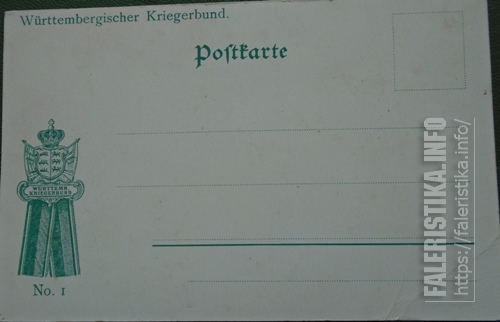 Württembergischer Kriegerbund.
Postkarte
WÜRTTEMB.
KRIEGERBUND
No. 1
FALERISTIKA.INFO
https://faleristika.info/